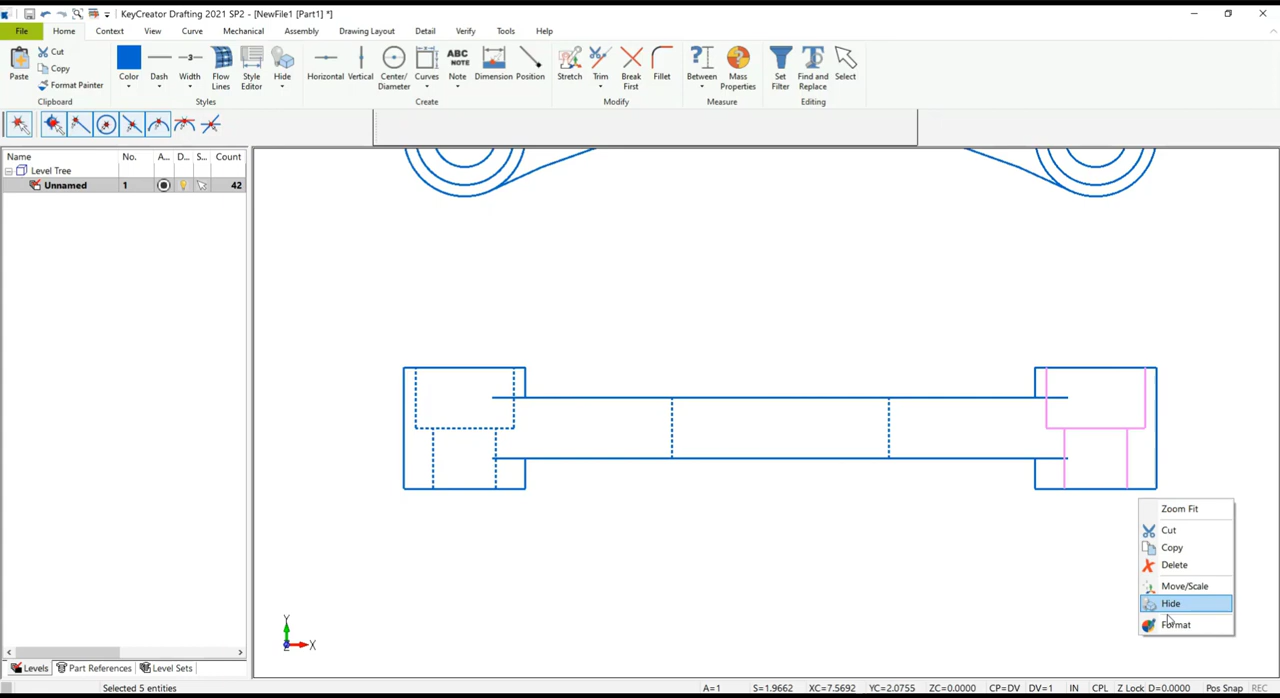 KeyCreator Drafting 2021 SP2 - [NewFile1 [Part1] *]
File Home Context View Curve Mechanical Assembly Drawing Layout Detail Verify Tools Help
Paste Cut Copy Format Painter
Color Dash Width Flow Lines Style Editor Hide
Horizontal Vertical Center/ Diameter Curves ABC NOTE Note Dimension Position
Stretch Trim Break First Fillet
Between Mass Properties
Set Filter Find and Replace Select
Clipboard Styles Create Modify Measure Editing
Name No. A... D... S... Count
Level Tree
Unnamed 1 42
Zoom Fit
Cut
Copy
Delete
Move/Scale
Hide
Format
Y
Z X
Levels Part References Level Sets
Selected 5 entities A=1 S=1.9662 XC=7.5692 YC=2.0755 ZC=0.0000 CP=DV DV=1 IN CPL Z Lock D=0.0000 Pos Snap REC